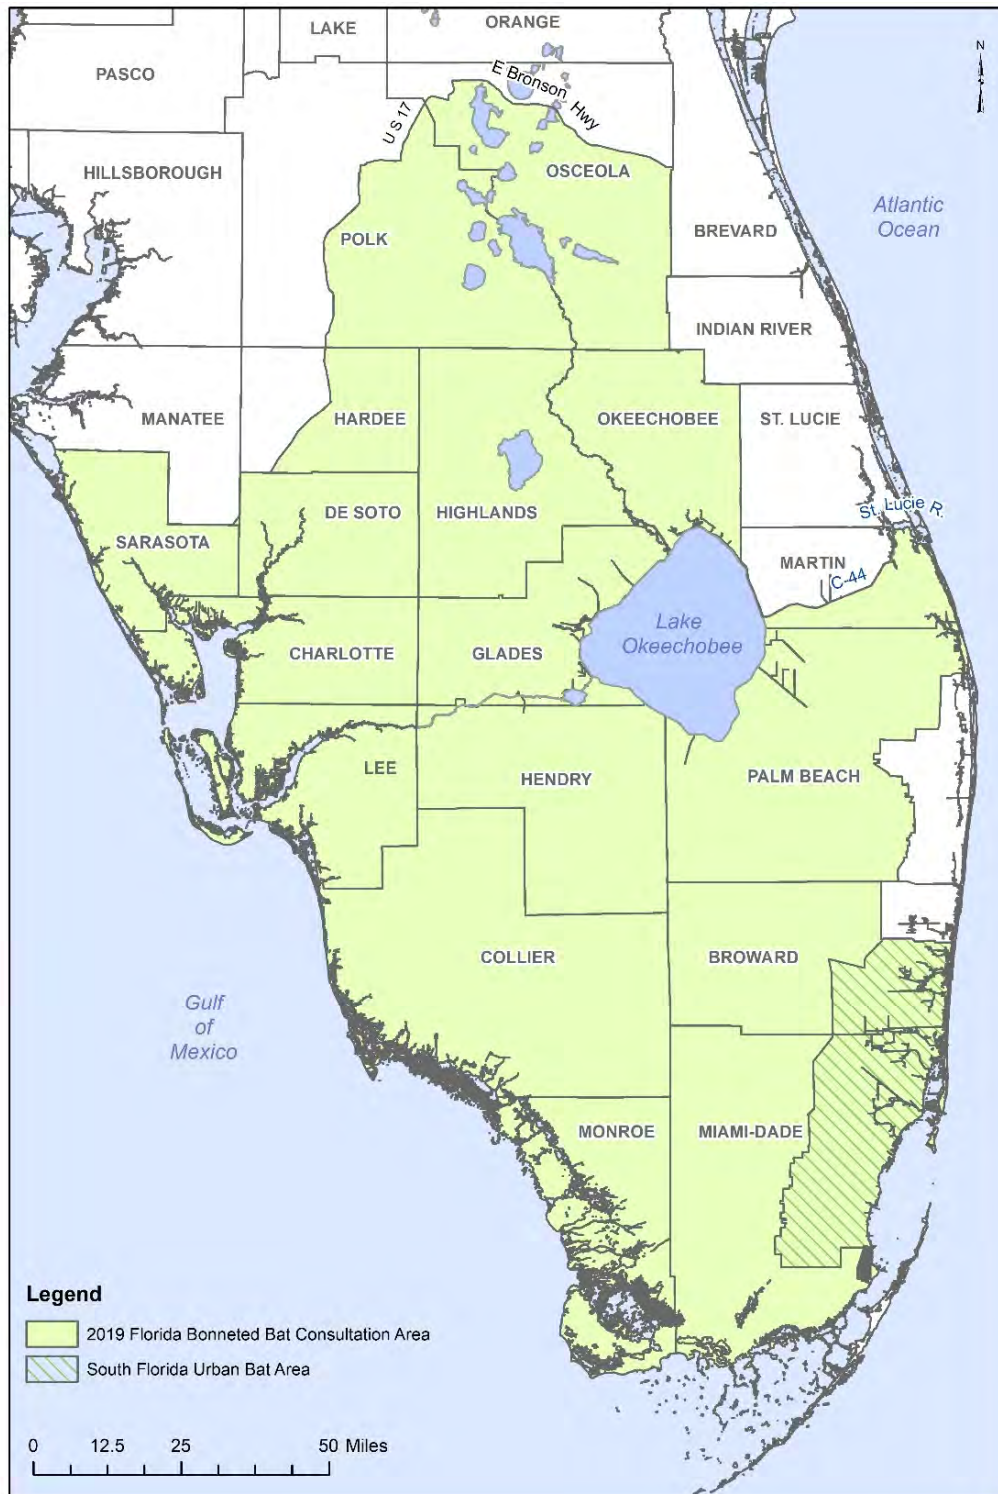 LAKE
ORANGE
N
PASCO
E Bronson Hwy
U S 17
HILLSBOROUGH
OSCEOLA
Atlantic
Ocean
BREVARD
POLK
INDIAN RIVER
MANATEE
HARDEE
OKEECHOBEE
ST. LUCIE
St. Lucie R.
DE SOTO
HIGHLANDS
SARASOTA
MARTIN
C-44
Lake
Okeechobee
CHARLOTTE
GLADES
LEE
HENDRY
PALM BEACH
COLLIER
BROWARD
Gulf
of
Mexico
MONROE
MIAMI-DADE
Legend
2019 Florida Bonneted Bat Consultation Area
South Florida Urban Bat Area
0 12.5 25 50 Miles